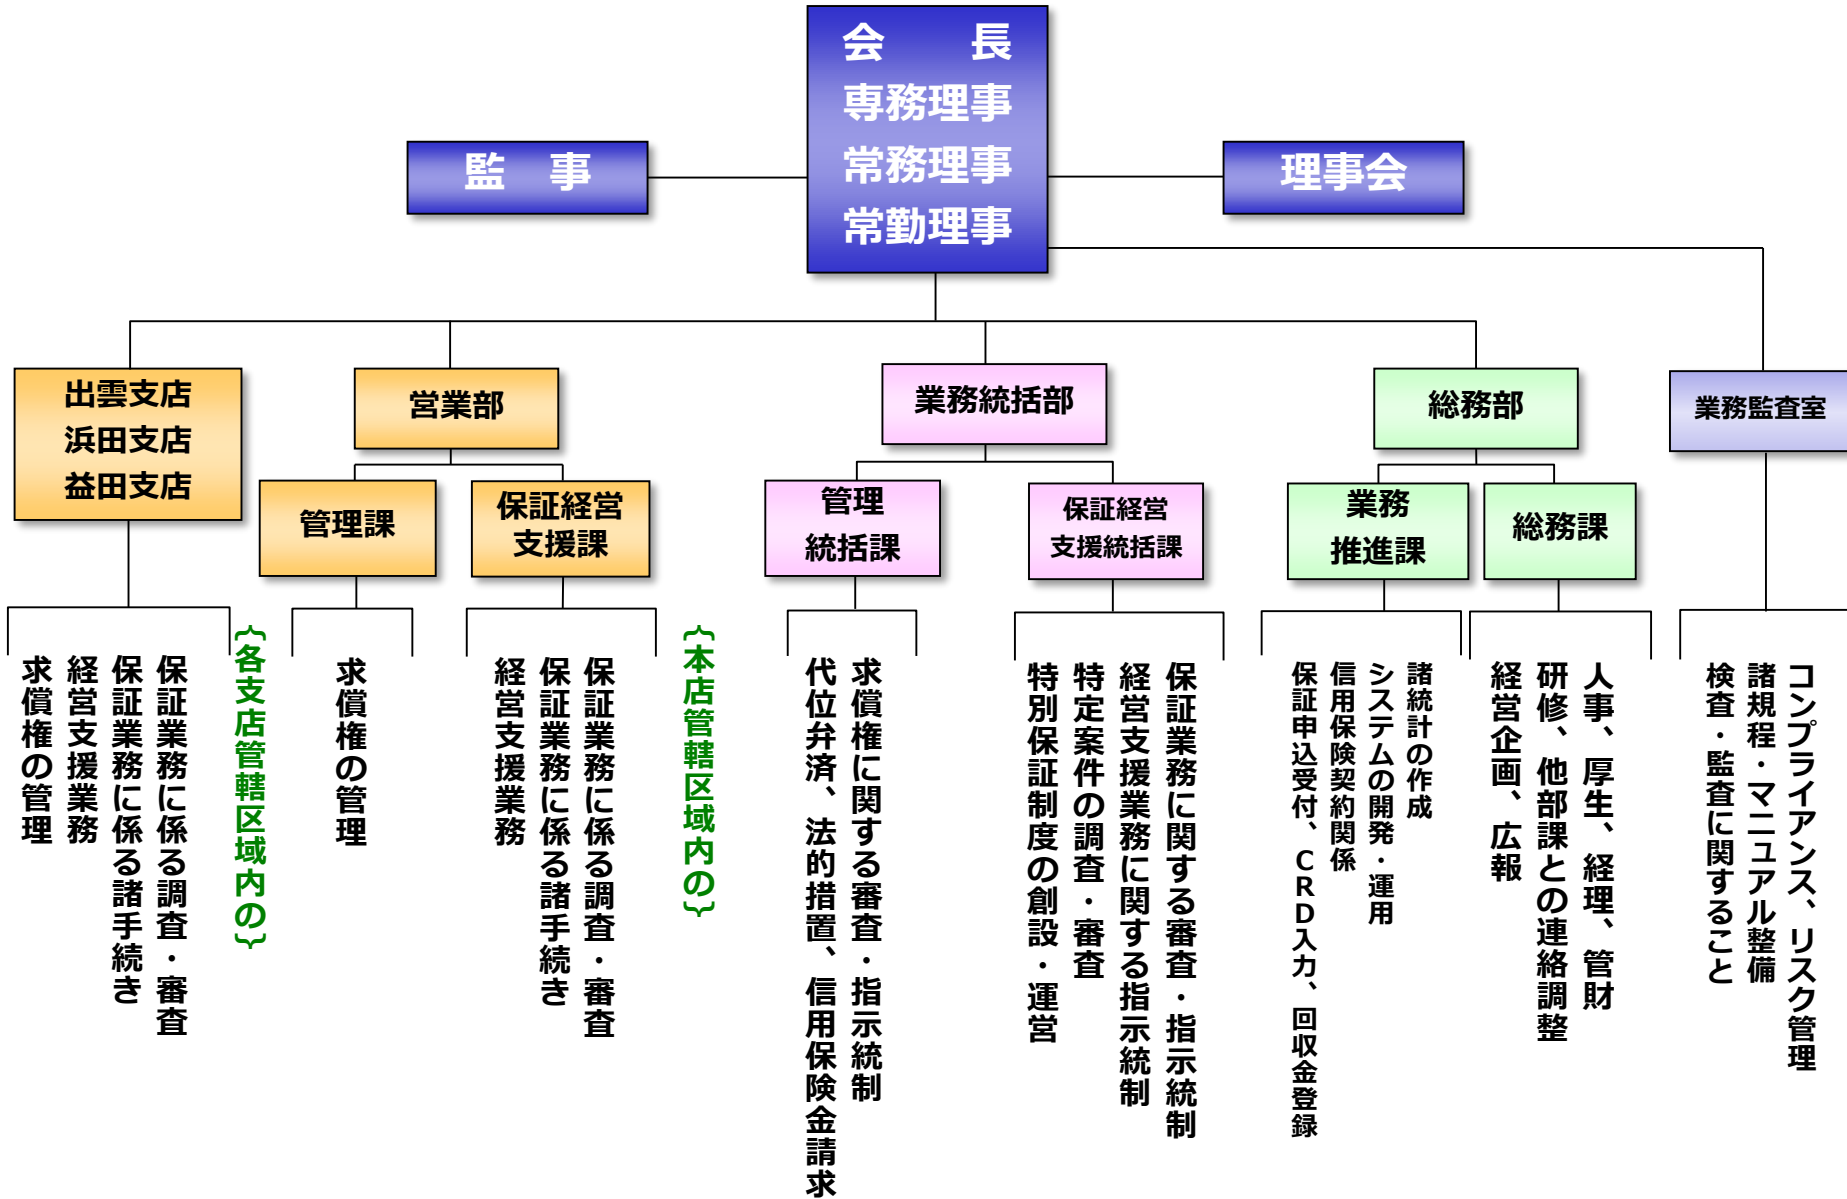 会　長
専務理事
常務理事
常勤理事
監　事
理事会
出雲支店
浜田支店
益田支店
営業部
業務統括部
総務部
業務監査室
管理課
保証経営
支援課
管理
統括課
保証経営
支援統括課
業務
推進課
総務課
{各支店管轄区域内の}
保証業務に係る調査・審査
保証業務に係る諸手続き
経営支援業務
求償権の管理
求償権の管理
{本店管轄区域内の}
保証業務に係る調査・審査
保証業務に係る諸手続き
経営支援業務
求償権に関する審査・指示統制
代位弁済、法的措置、信用保険金請求
保証業務に関する審査・指示統制
経営支援業務に関する指示統制
特定案件の調査・審査
特別保証制度の創設・運営
諸統計の作成
システムの開発・運用
信用保険契約関係
保証申込受付、CRD入力、回収金登録
人事、厚生、経理、管財
研修、他部課との連絡調整
経営企画、広報
コンプライアンス、リスク管理
諸規程・マニュアル整備
検査・監査に関すること